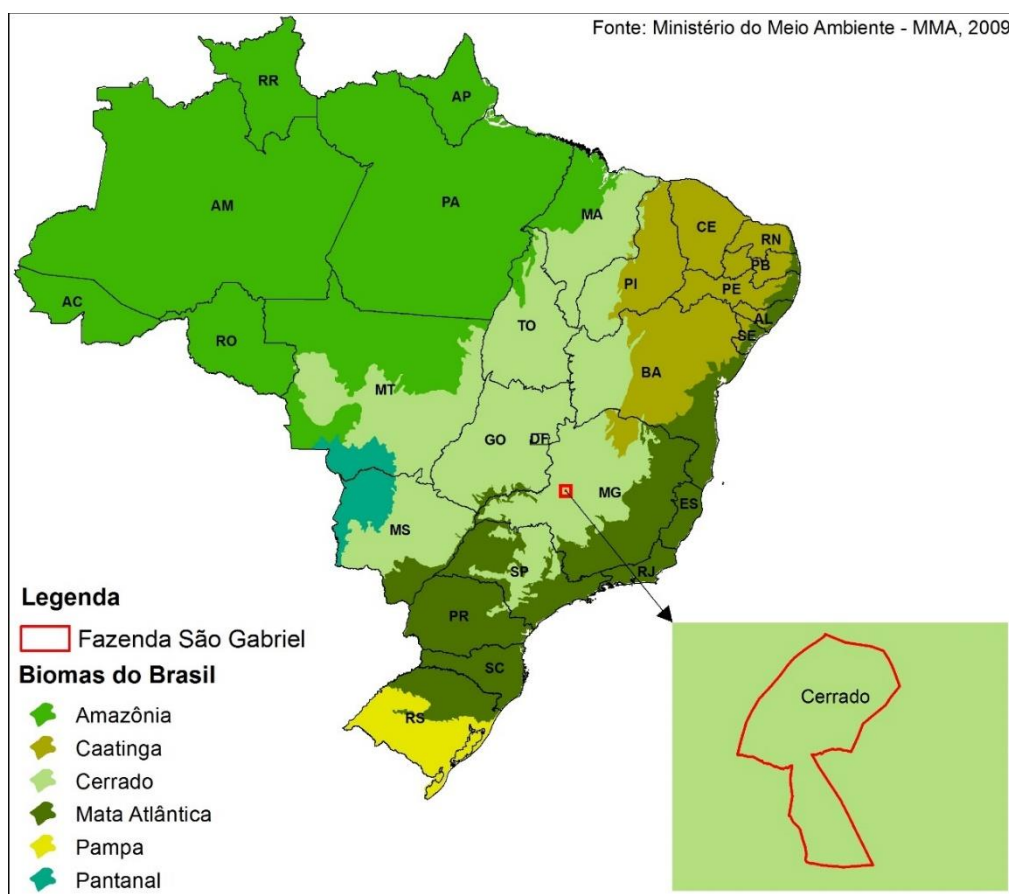 Fonte: Ministério do Meio Ambiente - MMA, 2009
RR
AP
AM
PA
MA
CE
RN
PB
PI
PE
AC
AL
TO
SE
RO
BA
MT
GO
DF
MG
ES
MS
SP
RJ
PR
SC
RS
Legenda
Fazenda São Gabriel
Biomas do Brasil
Amazônia
Caatinga
Cerrado
Mata Atlântica
Pampa
Pantanal
Cerrado